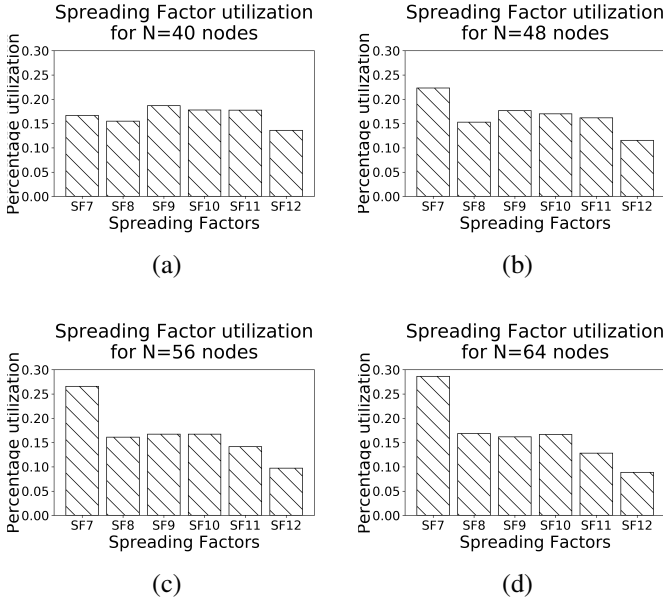 Spreading Factor utilization
for N=40 nodes
Percentage utilization
0.30
0.25
0.20
0.15
0.10
0.05
0.00
SF7 SF8 SF9 SF10 SF11 SF12
Spreading Factors
(a)
Spreading Factor utilization
for N=48 nodes
Percentage utilization
0.30
0.25
0.20
0.15
0.10
0.05
0.00
SF7 SF8 SF9 SF10 SF11 SF12
Spreading Factors
(b)
Spreading Factor utilization
for N=56 nodes
Percentage utilization
0.30
0.25
0.20
0.15
0.10
0.05
0.00
SF7 SF8 SF9 SF10 SF11 SF12
Spreading Factors
(c)
Spreading Factor utilization
for N=64 nodes
Percentage utilization
0.30
0.25
0.20
0.15
0.10
0.05
0.00
SF7 SF8 SF9 SF10 SF11 SF12
Spreading Factors
(d)